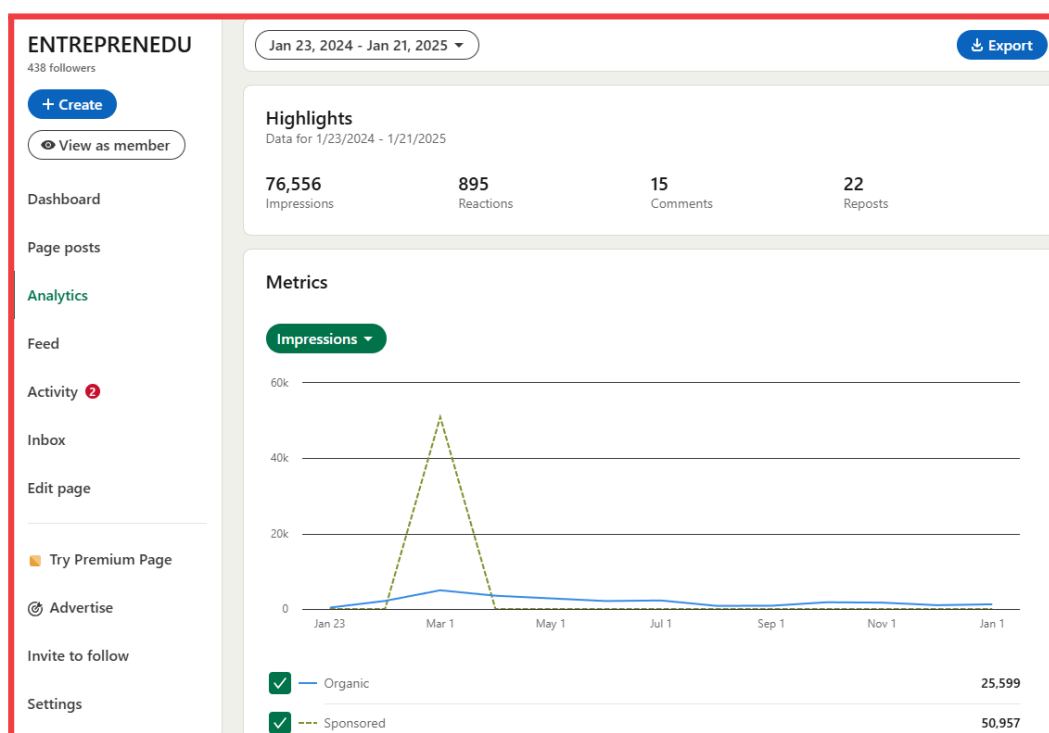 ENTREPRENEDU
438 followers
+ Create
View as member
Dashboard
Page posts
Analytics
Feed
Activity 2
Inbox
Edit page
Try Premium Page
Advertise
Invite to follow
Settings
Jan 23, 2024 - Jan 21, 2025
Export
Highlights
Data for 1/23/2024 - 1/21/2025
76,556 895 15 22
Impressions Reactions Comments Reposts
Metrics
Impressions
60k
40k
20k
0
Jan 23 Mar 1 May 1 Jul 1 Sep 1 Nov 1 Jan 1
Organic 25,599
Sponsored 50,957